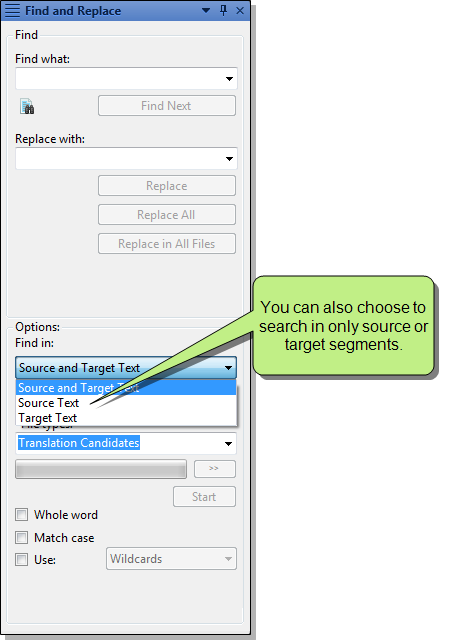 Find and Replace
Find
Find what:
Find Next
Replace with:
Replace
Replace All
Replace in All Files
You can also choose to
search in only source or
target segments.
Options:
Find in:
Source and Target Text
Source and Target Text
Source Text
Target Text
File types:
Translation Candidates
>>
Start
Whole word
Match case
Use:
Wildcards